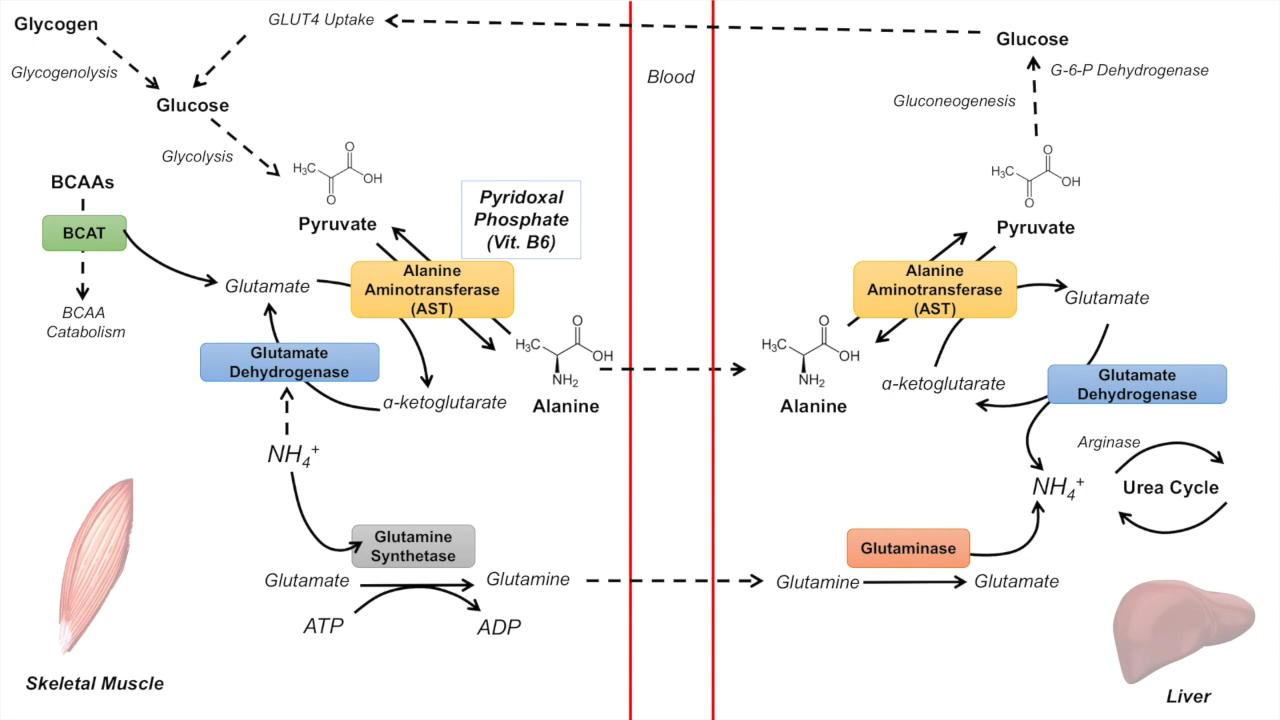 Glycogen
GLUT4 Uptake
Glycogenolysis
Glucose
Glycolysis
H₃C
O
OH
O
Pyruvate
BCAAs
BCAT
BCAA
Catabolism
Glutamate
Pyridoxal
Phosphate
(Vit. B6)
Alanine
Aminotransferase
(AST)
Glutamate
Dehydrogenase
α-ketoglutarate
H₃C
O
OH
NH₂
Alanine
NH₄⁺
Glutamine
Synthetase
Glutamate
Glutamine
ATP
ADP
Skeletal Muscle
Blood
Glucose
G-6-P Dehydrogenase
Gluconeogenesis
H₃C
O
OH
O
Pyruvate
Alanine
Aminotransferase
(AST)
Glutamate
H₃C
O
OH
NH₂
Alanine
α-ketoglutarate
Glutamate
Dehydrogenase
Arginase
NH₄⁺
Urea Cycle
Glutaminase
Glutamine
Glutamate
Liver